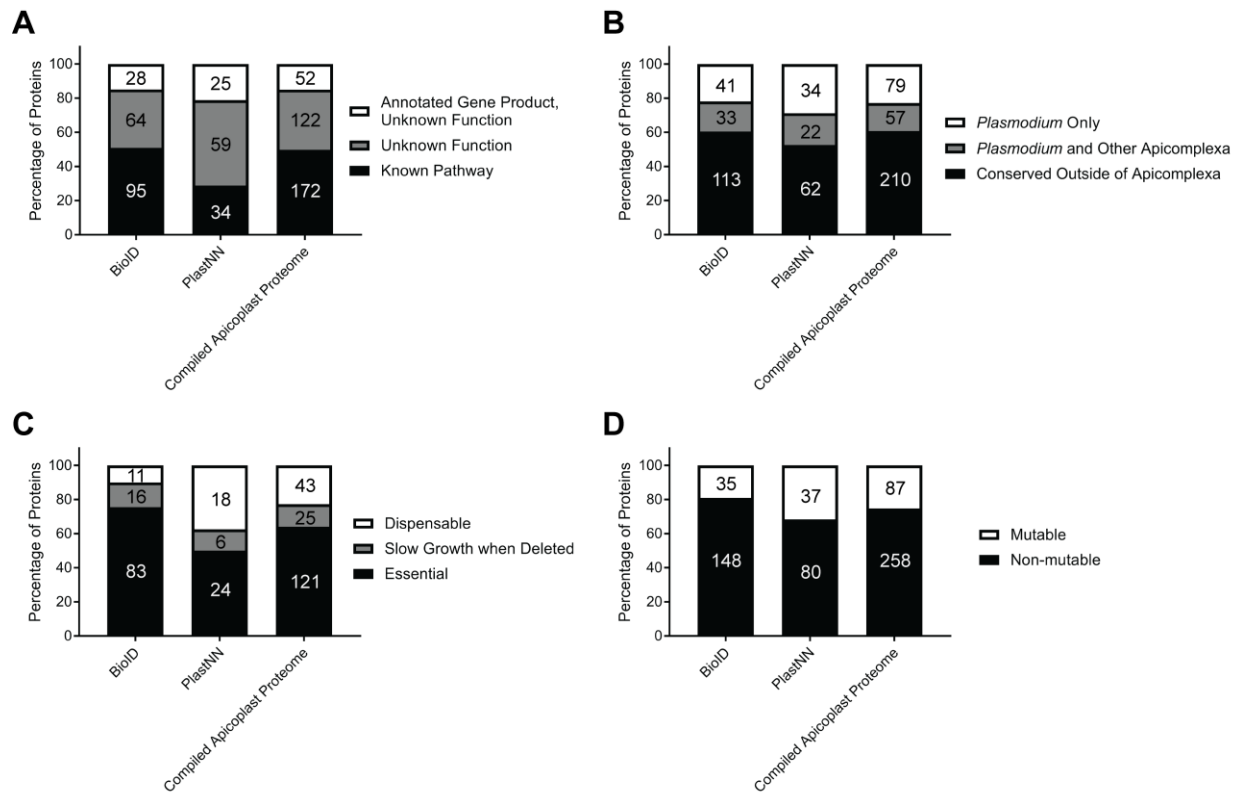 A
Percentage of Proteins
100
80
60
40
20
0
28
64
95
25
59
34
52
122
172
BioID
PlastNN
Compiled Apicoplast Proteome
Annotated Gene Product,
Unknown Function
Unknown Function
Known Pathway
B
Percentage of Proteins
100
80
60
40
20
0
41
33
113
34
22
62
79
57
210
BioID
PlastNN
Compiled Apicoplast Proteome
Plasmodium Only
Plasmodium and Other Apicomplexa
Conserved Outside of Apicomplexa
C
Percentage of Proteins
100
80
60
40
20
0
11
16
83
18
6
24
43
25
121
BioID
PlastNN
Compiled Apicoplast Proteome
Dispensable
Slow Growth when Deleted
Essential
D
Percentage of Proteins
100
80
60
40
20
0
35
148
37
80
87
258
BioID
PlastNN
Compiled Apicoplast Proteome
Mutable
Non-mutable